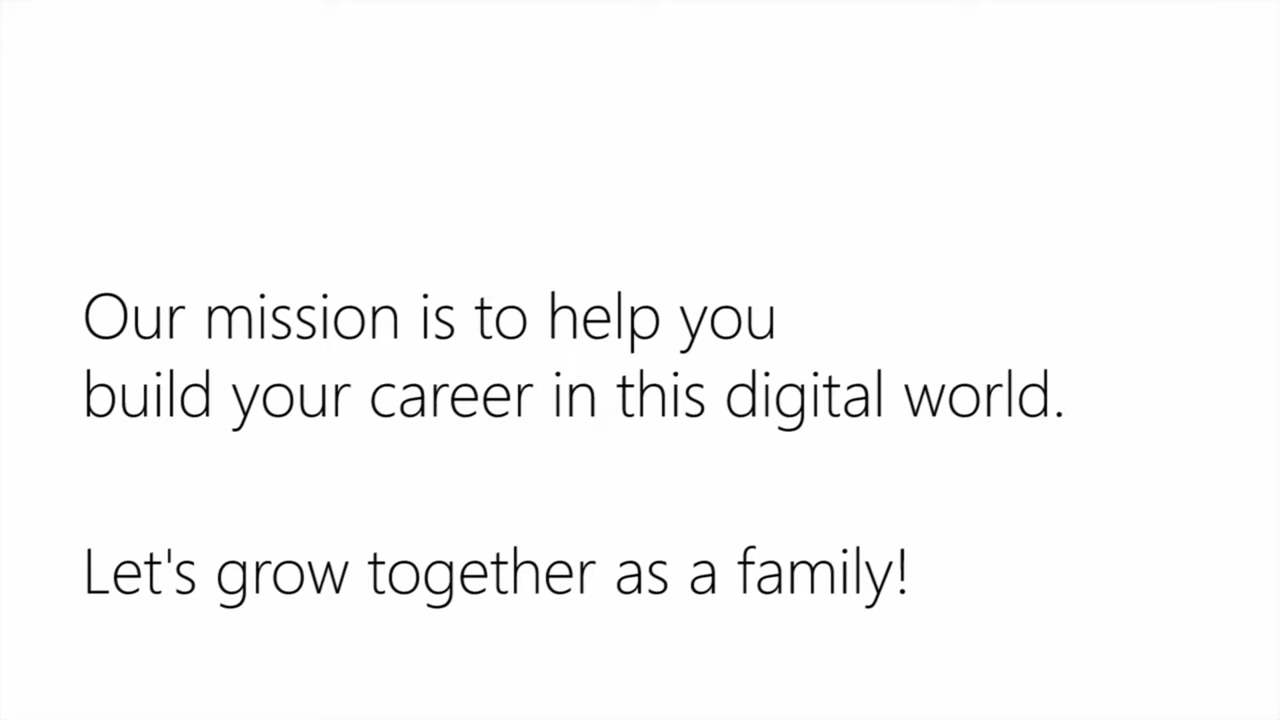 Our mission is to help you
build your career in this digital world.
Let's grow together as a family!